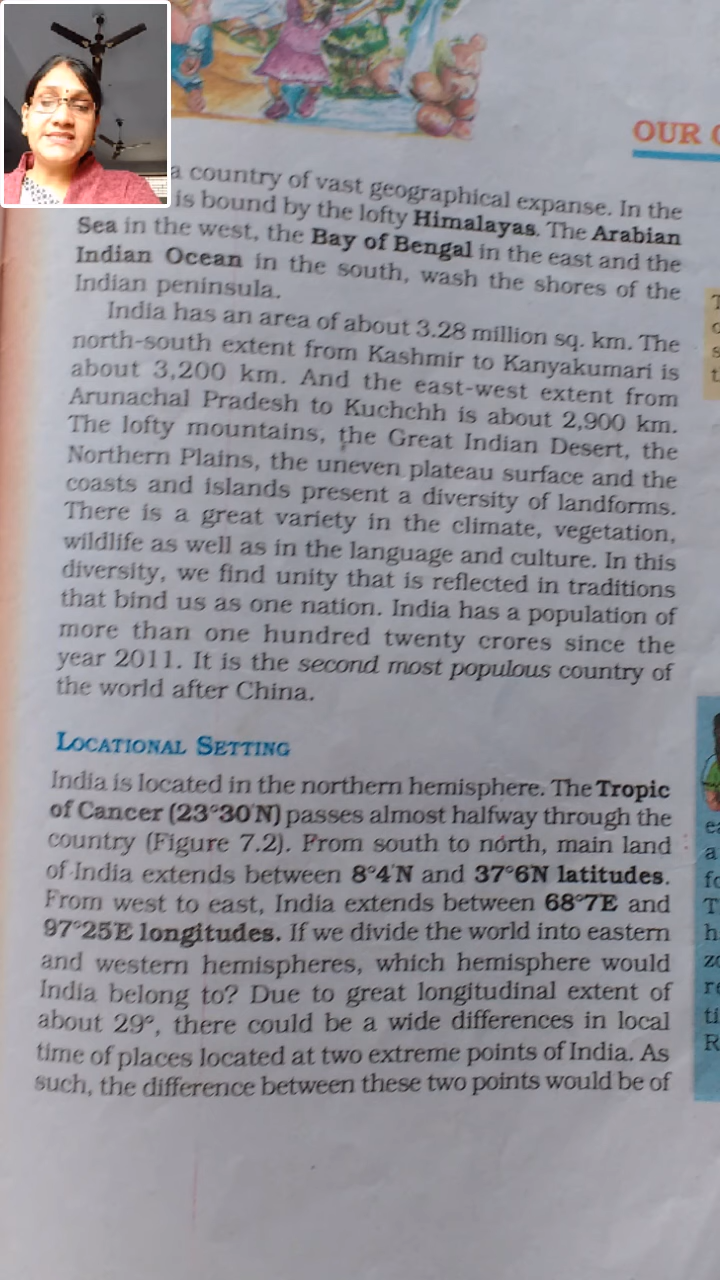 OUR
a country of vast geographical expanse. In the
is bound by the lofty Himalayas. The Arabian
Sea in the west, the Bay of Bengal in the east and the
Indian Ocean in the south, wash the shores of the
Indian peninsula.
India has an area of about 3.28 million sq. km. The
north-south extent from Kashmir to Kanyakumari is
about 3,200 km. And the east-west extent from
Arunachal Pradesh to Kuchchh is about 2,900 km.
The lofty mountains, the Great Indian Desert, the
Northern Plains, the uneven plateau surface and the
coasts and islands present a diversity of landforms.
There is a great variety in the climate, vegetation,
wildlife as well as in the language and culture. In this
diversity, we find unity that is reflected in traditions
that bind us as one nation. India has a population of
more than one hundred twenty crores since the
year 2011. It is the second most populous country of
the world after China.
LOCATIONAL SETTING
India is located in the northern hemisphere. The Tropic
of Cancer (23°30'N) passes almost halfway through the
country (Figure 7.2). From south to north, main land
of India extends between 8°4'N and 37°6'N latitudes.
From west to east, India extends between 68°7'E and
97°25'E longitudes. If we divide the world into eastern
and western hemispheres, which hemisphere would
India belong to? Due to great longitudinal extent of
about 29°, there could be a wide differences in local
time of places located at two extreme points of India. As
such, the difference between these two points would be of